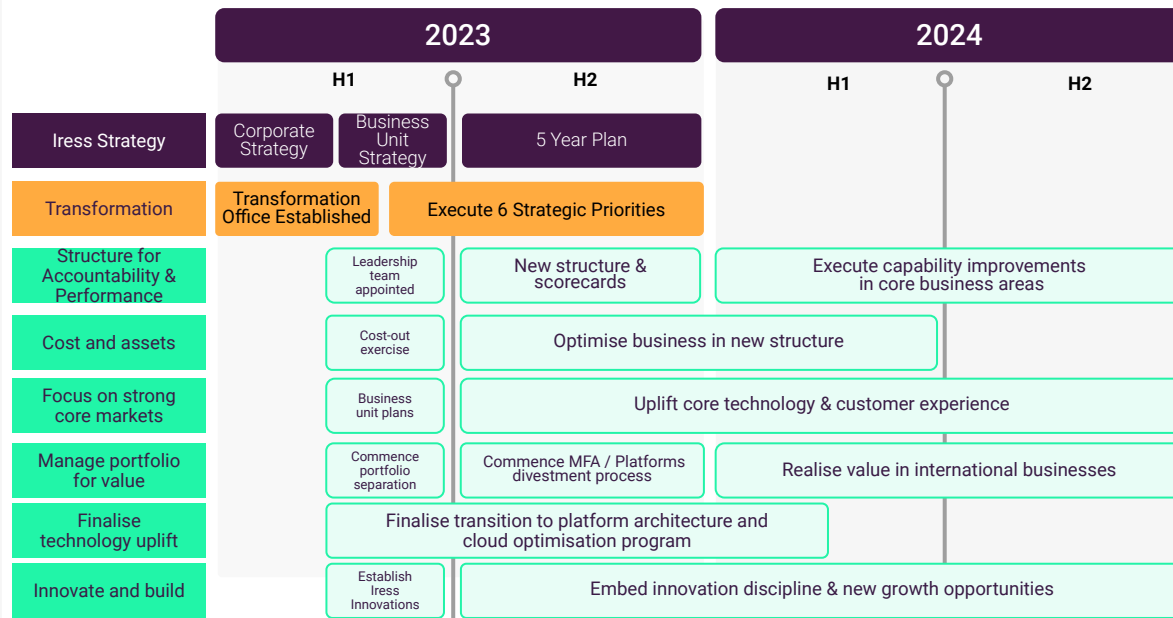 2023
2024
H1
H2
H1
H2
Iress Strategy
Corporate
Strategy
Business
Unit
Strategy
5 Year Plan
Transformation
Transformation
Office Established
Execute 6 Strategic Priorities
Structure for
Accountability &
Performance
Leadership
team
appointed
New structure &
scorecards
Execute capability improvements
in core business areas
Cost and assets
Cost-out
exercise
Optimise business in new structure
Focus on strong
core markets
Business
unit plans
Uplift core technology & customer experience
Manage portfolio
for value
Commence
portfolio
separation
Commence MFA / Platforms
divestment process
Realise value in international businesses
Finalise
technology uplift
Finalise transition to platform architecture and
cloud optimisation program
Innovate and build
Establish
Iress
Innovations
Embed innovation discipline & new growth opportunities